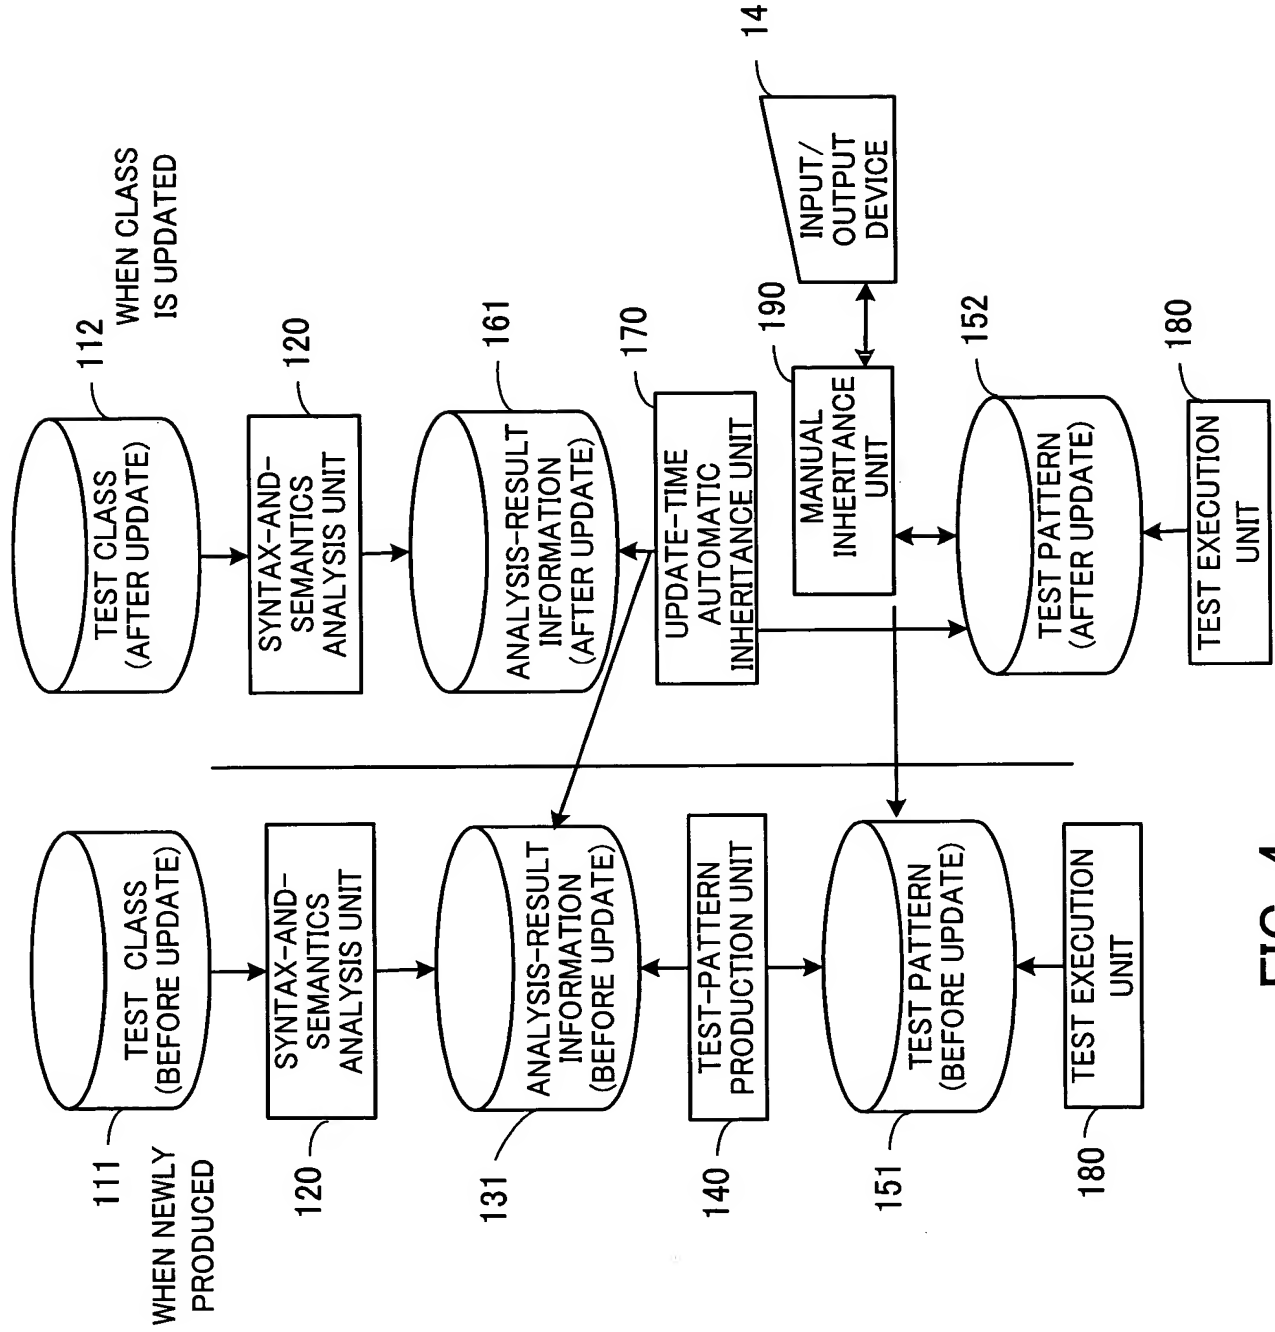 WHEN NEWLY
PRODUCED
111
TEST CLASS
(BEFORE UPDATE)
120
SYNTAX-AND-
SEMANTICS
ANALYSIS UNIT
131
ANALYSIS-RESULT
INFORMATION
(BEFORE UPDATE)
140
TEST-PATTERN
PRODUCTION UNIT
151
TEST PATTERN
(BEFORE UPDATE)
180
TEST EXECUTION
UNIT
WHEN CLASS
IS UPDATED
112
TEST CLASS
(AFTER UPDATE)
120
SYNTAX-AND-
SEMANTICS
ANALYSIS UNIT
161
ANALYSIS-RESULT
INFORMATION
(AFTER UPDATE)
170
UPDATE-TIME
AUTOMATIC
INHERITANCE UNIT
190
MANUAL
INHERITANCE
UNIT
14
INPUT/
OUTPUT
DEVICE
152
TEST PATTERN
(AFTER UPDATE)
180
TEST EXECUTION
UNIT